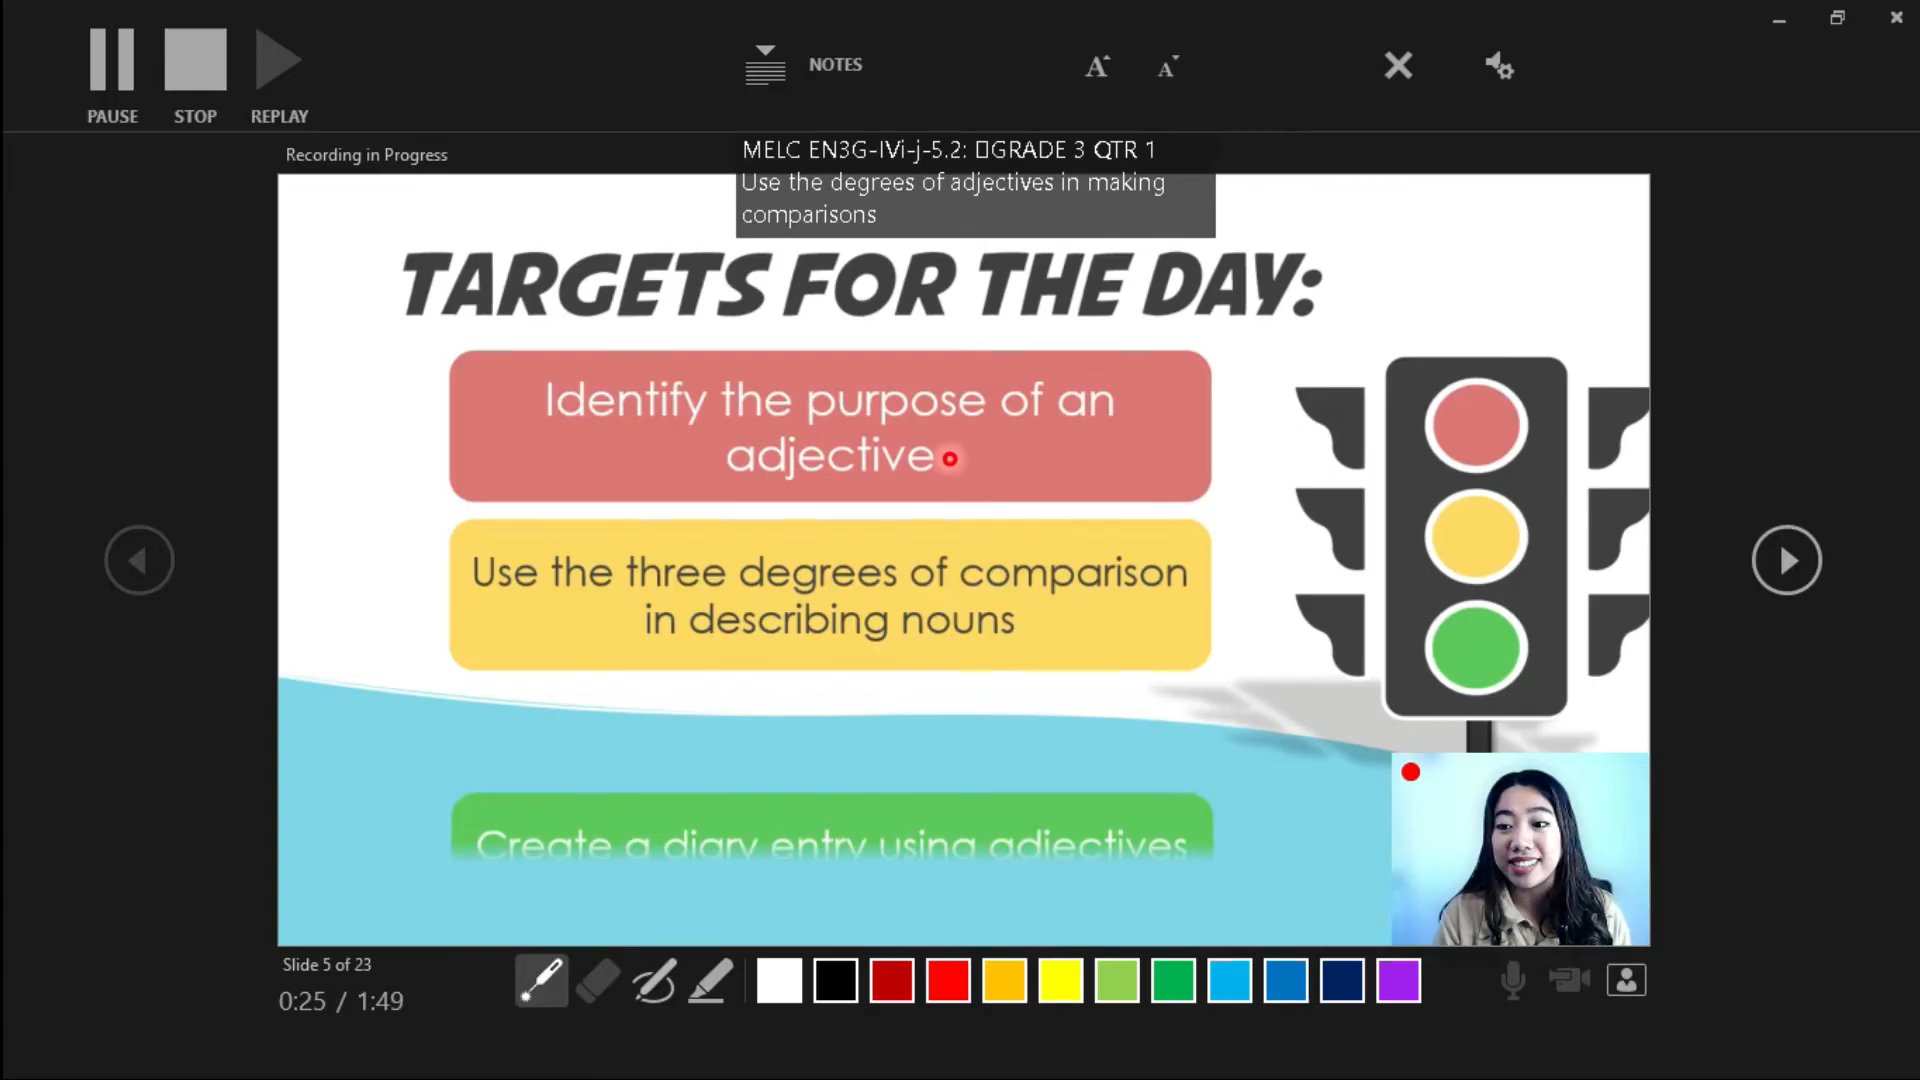 PAUSE
STOP
REPLAY
NOTES
A
A
Recording in Progress
MELC EN3G-IVi-j-5.2: GRADE 3 QTR 1
Use the degrees of adjectives in making
comparisons
TARGETS FOR THE DAY:
Identify the purpose of an
adjective
Use the three degrees of comparison
in describing nouns
Create a diary entry using adjectives
Slide 5 of 23
0:25 / 1:49